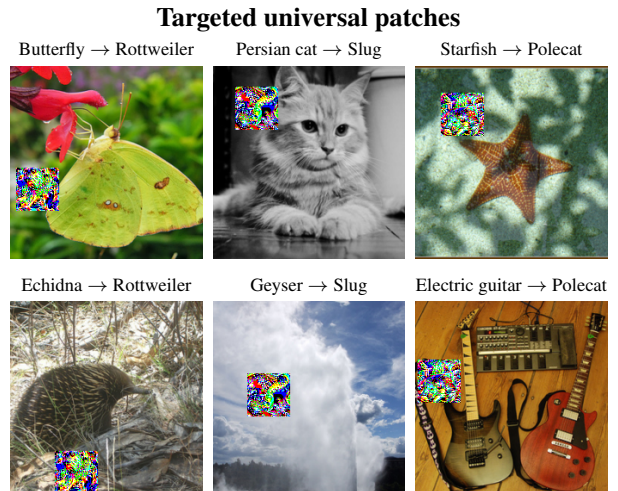 Targeted universal patches
Butterfly → Rottweiler
Persian cat → Slug
Starfish → Polecat
Echidna → Rottweiler
Geyser → Slug
Electric guitar → Polecat